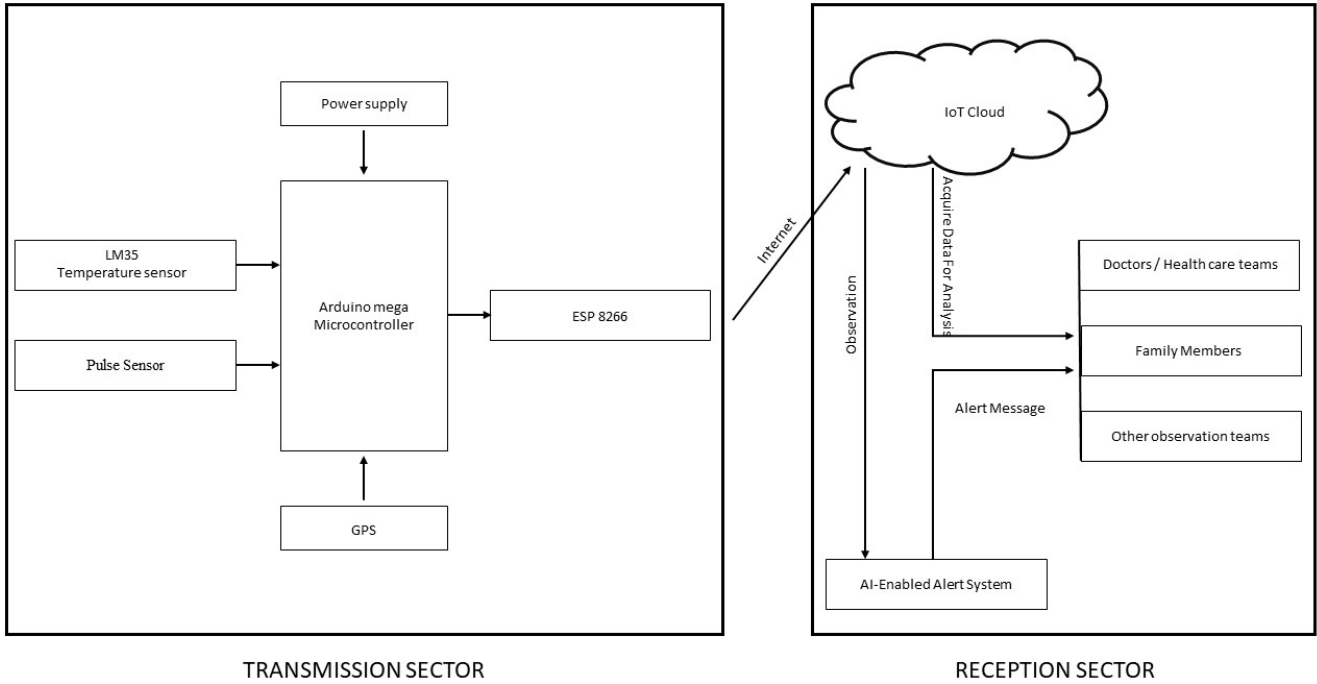 Power supply
LM35
Temperature sensor
Arduino mega
Microcontroller
ESP 8266
Pulse Sensor
GPS
TRANSMISSION SECTOR
Internet
IoT Cloud
Observation
Acquire Data For Analysis
Doctors / Health care teams
Family Members
Alert Message
Other observation teams
AI-Enabled Alert System
RECEPTION SECTOR